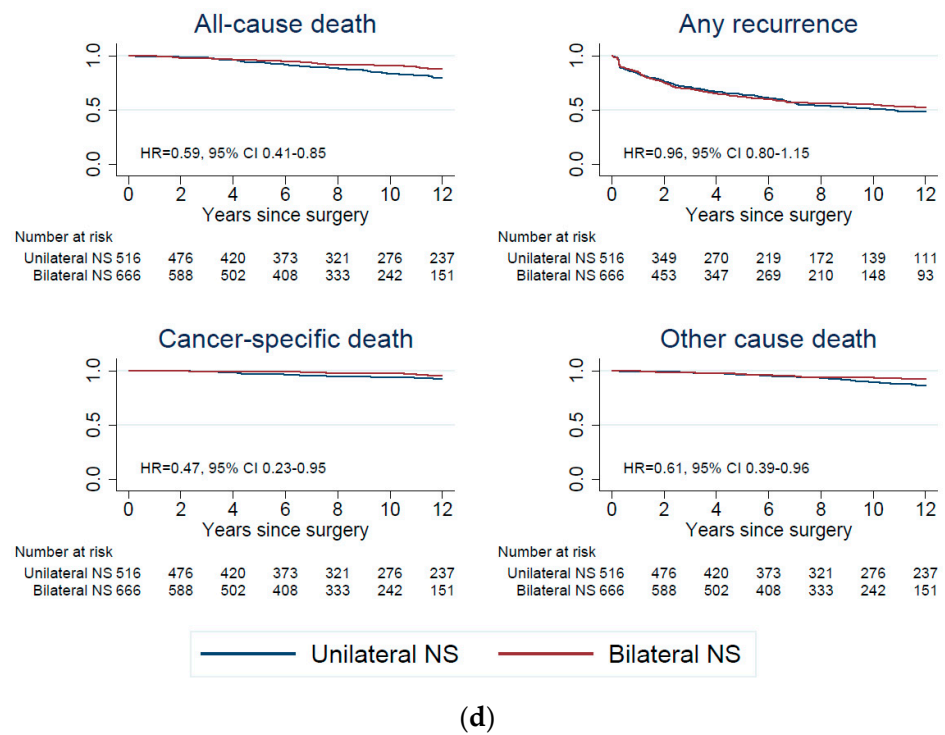 All-cause death
1.0
0.5
0.0
HR=0.59, 95% CI 0.41-0.85
0 2 4 6 8 10 12
Years since surgery
Number at risk
Unilateral NS 516 476 420 373 321 276 237
Bilateral NS 666 588 502 408 333 242 151
Any recurrence
1.0
0.5
0.0
HR=0.96, 95% CI 0.80-1.15
0 2 4 6 8 10 12
Years since surgery
Number at risk
Unilateral NS 516 349 270 219 172 139 111
Bilateral NS 666 453 347 269 210 148 93
Cancer-specific death
1.0
0.5
0.0
HR=0.47, 95% CI 0.23-0.95
0 2 4 6 8 10 12
Years since surgery
Number at risk
Unilateral NS 516 476 420 373 321 276 237
Bilateral NS 666 588 502 408 333 242 151
Other cause death
1.0
0.5
0.0
HR=0.61, 95% CI 0.39-0.96
0 2 4 6 8 10 12
Years since surgery
Number at risk
Unilateral NS 516 476 420 373 321 276 237
Bilateral NS 666 588 502 408 333 242 151
Unilateral NS Bilateral NS
(d)